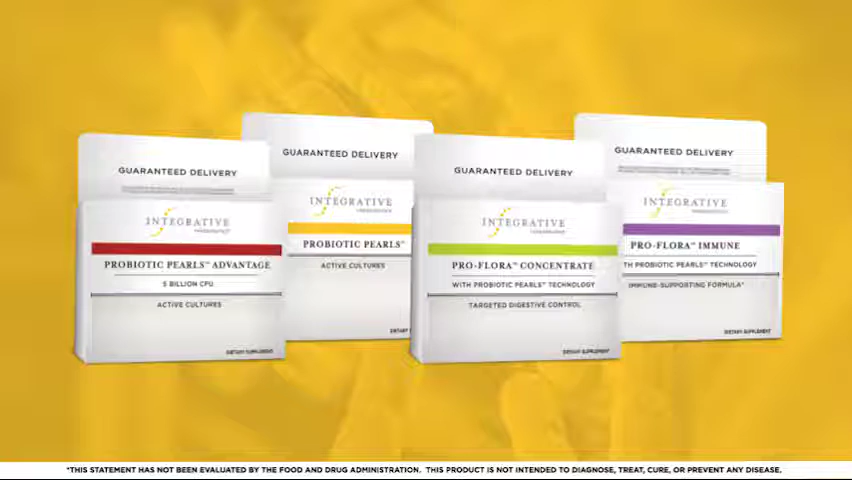 GUARANTEED DELIVERY
INTEGRATIVE
PROBIOTIC PEARLS™ ADVANTAGE
5 BILLION CFU
ACTIVE CULTURES
DIETARY SUPPLEMENT
GUARANTEED DELIVERY
INTEGRATIVE
PROBIOTIC PEARLS™
ACTIVE CULTURES
GUARANTEED DELIVERY
INTEGRATIVE
PRO-FLORA™ CONCENTRATE
WITH PROBIOTIC PEARLS™ TECHNOLOGY
TARGETED DIGESTIVE CONTROL
DIETARY SUPPLEMENT
GUARANTEED DELIVERY
INTEGRATIVE
PRO-FLORA™ IMMUNE
TH PROBIOTIC PEARLS™ TECHNOLOGY
IMMUNE-SUPPORTING FORMULA*
DIETARY SUPPLEMENT
*THIS STATEMENT HAS NOT BEEN EVALUATED BY THE FOOD AND DRUG ADMINISTRATION. THIS PRODUCT IS NOT INTENDED TO DIAGNOSE, TREAT, CURE, OR PREVENT ANY DISEASE.